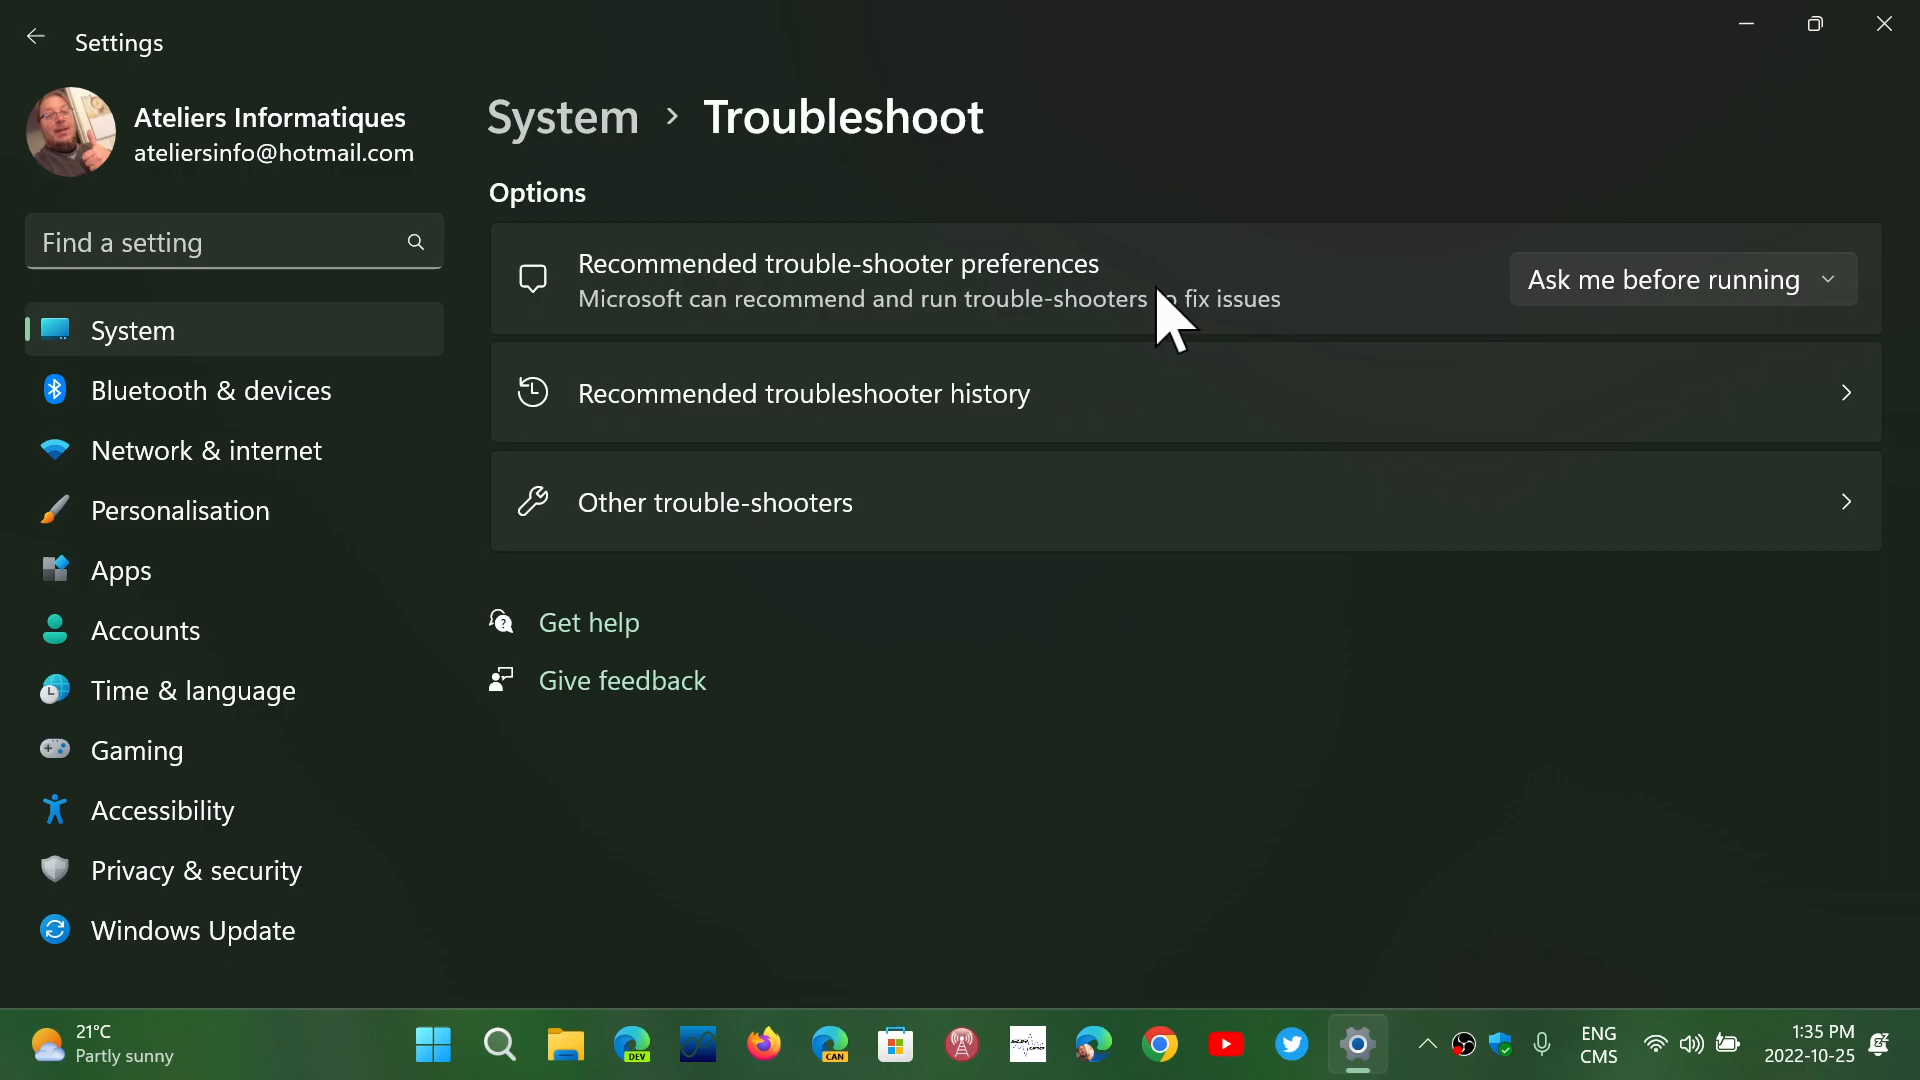 Settings
Ateliers Informatiques
ateliersinfo@hotmail.com
Find a setting
System
Bluetooth & devices
Network & internet
Personalisation
Apps
Accounts
Time & language
Gaming
Accessibility
Privacy & security
Windows Update
System > Troubleshoot
Options
Recommended trouble-shooter preferences
Microsoft can recommend and run trouble-shooters to fix issues
Ask me before running
Recommended troubleshooter history
Other trouble-shooters
Get help
Give feedback
21°C
Partly sunny
DEV
CAN
ENG
CMS
1:35 PM
2022-10-25